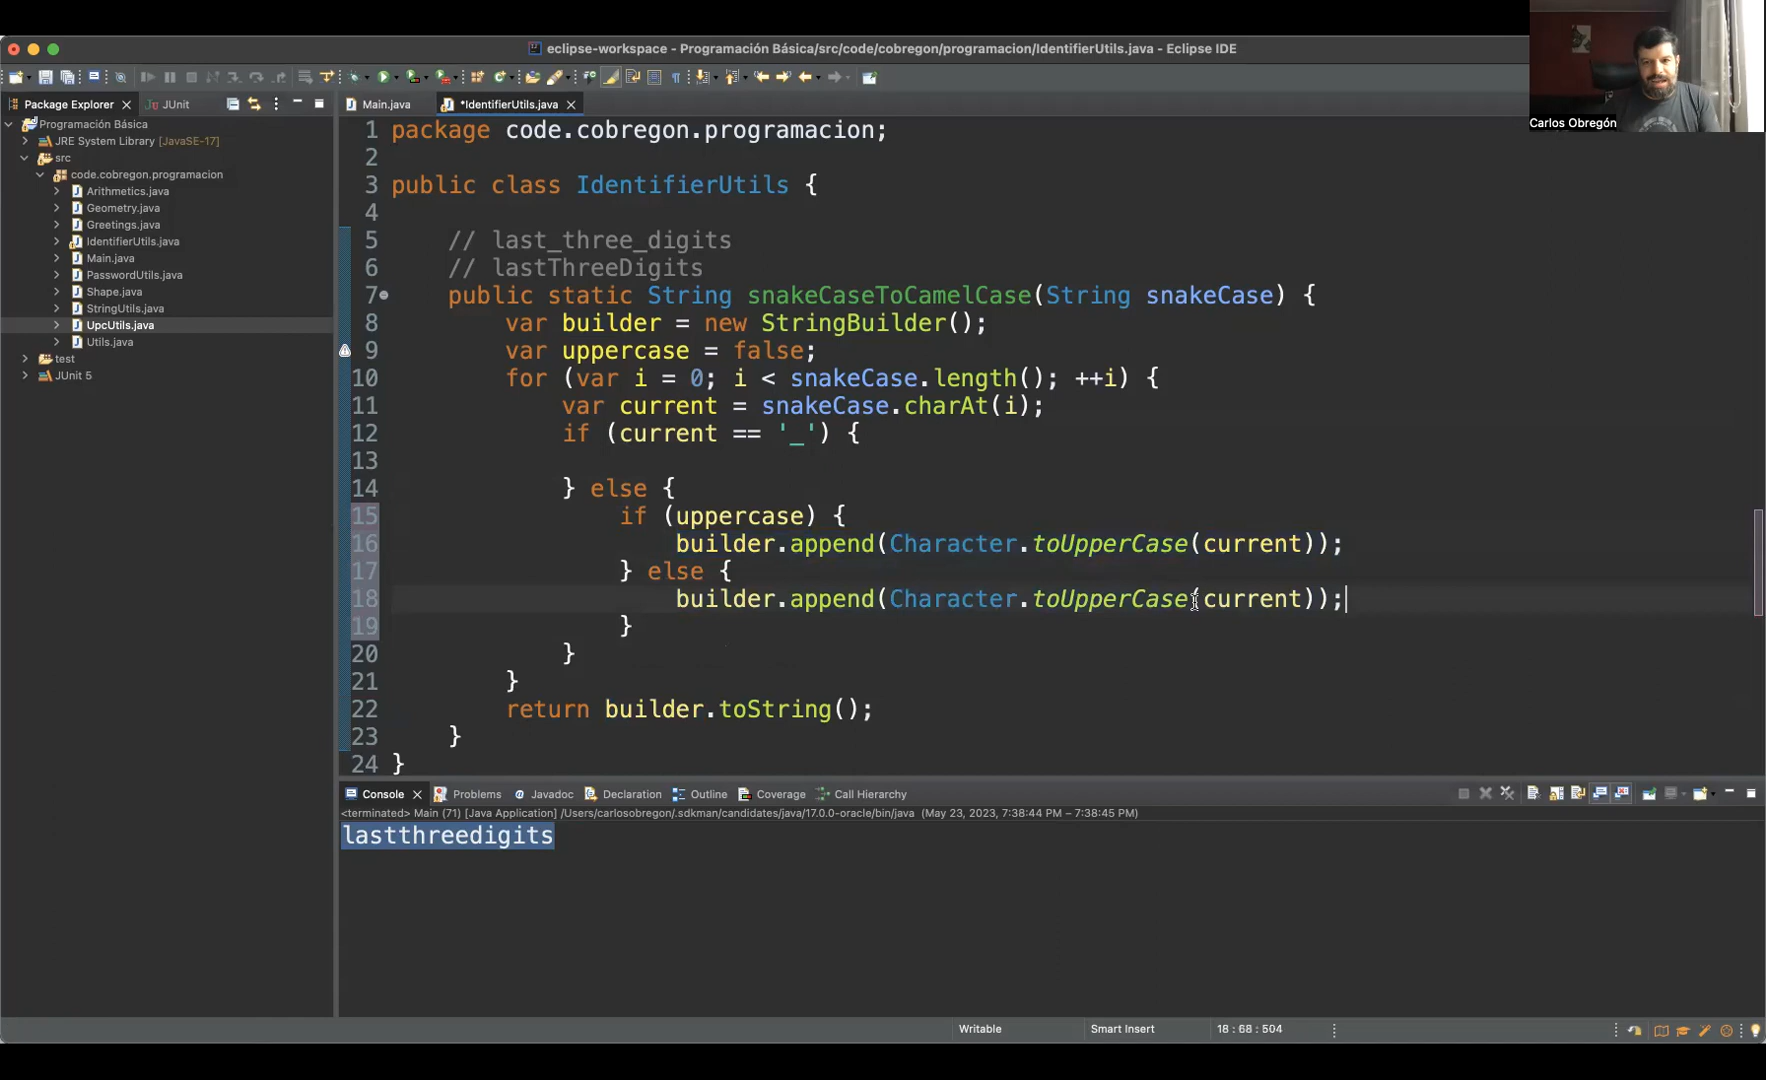 eclipse-workspace - Programación Básica/src/code/cobregon/programacion/IdentifierUtils.java - Eclipse IDE
Carlos Obregón
Package Explorer
JUnit
Main.java
*IdentifierUtils.java
Programación Básica
JRE System Library [JavaSE-17]
src
code.cobregon.programacion
Arithmetics.java
Geometry.java
Greetings.java
IdentifierUtils.java
Main.java
PasswordUtils.java
Shape.java
StringUtils.java
UpcUtils.java
Utils.java
test
JUnit 5
1 package code.cobregon.programacion;
2
3 public class IdentifierUtils {
4
5 // last_three_digits
6 // lastThreeDigits
7 public static String snakeCaseToCamelCase(String snakeCase) {
8 var builder = new StringBuilder();
9 var uppercase = false;
10 for (var i = 0; i < snakeCase.length(); ++i) {
11 var current = snakeCase.charAt(i);
12 if (current == '_') {
13
14 } else {
15 if (uppercase) {
16 builder.append(Character.toUpperCase(current));
17 } else {
18 builder.append(Character.toUpperCase(current));
19 }
20 }
21 }
22 return builder.toString();
23 }
24 }
Console
Problems
Javadoc
Declaration
Outline
Coverage
Call Hierarchy
<terminated> Main (71) [Java Application] /Users/carlosobregon/.sdkman/candidates/java/17.0.0-oracle/bin/java (May 23, 2023, 7:38:44 PM – 7:38:45 PM)
lastthreedigits
Writable
Smart Insert
18 : 68 : 504